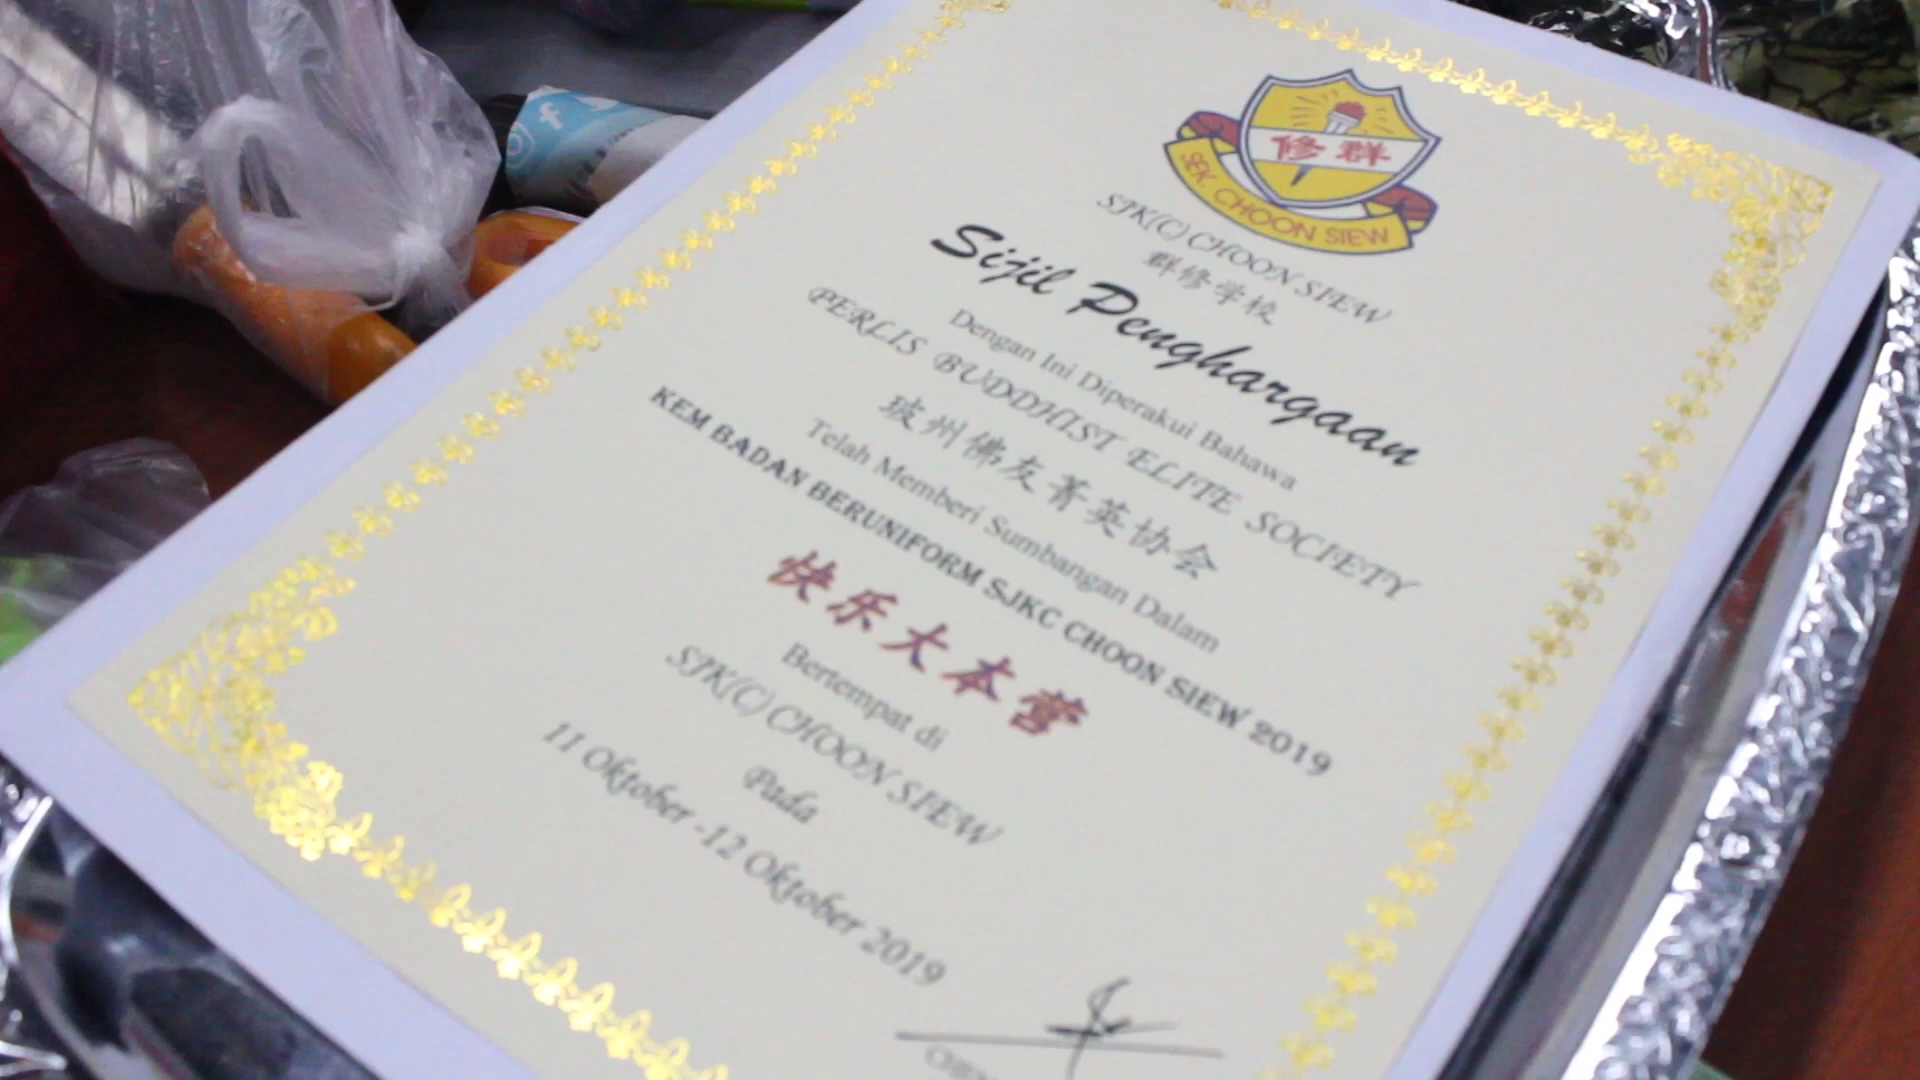 修群
SEK. CHOON SIEW
SJK(C) CHOON SIEW
群修学校
Sijil Penghargaan
Dengan Ini Diperakui Bahawa
PERLIS BUDDHIST ELITE SOCIETY
玻州佛友菁英协会
Telah Memberi Sumbangan Dalam
KEM BADAN BERUNIFORM SJKC CHOON SIEW 2019
快乐大本营
Bertempat di
SJK(C) CHOON SIEW
Pada
11 Oktober -12 Oktober 2019